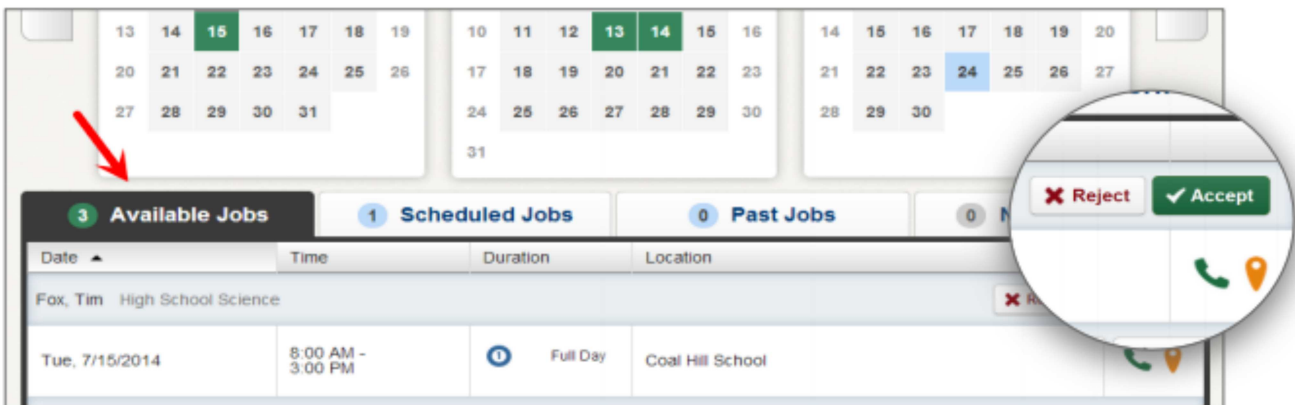 13 14 15 16 17 18 19 10 11 12 13 14 15 16 14 15 16 17 18 19 20
20 21 22 23 24 25 26 17 18 19 20 21 22 23 21 22 23 24 25 26 27
27 28 29 30 31 24 25 26 27 28 29 30 28 29 30
31
Reject Accept
3 Available Jobs 1 Scheduled Jobs 0 Past Jobs 0 N
Date Time Duration Location
Fox, Tim High School Science
8:00 AM -
Tue, 7/15/2014 Full Day Coal Hill School
3:00 PM